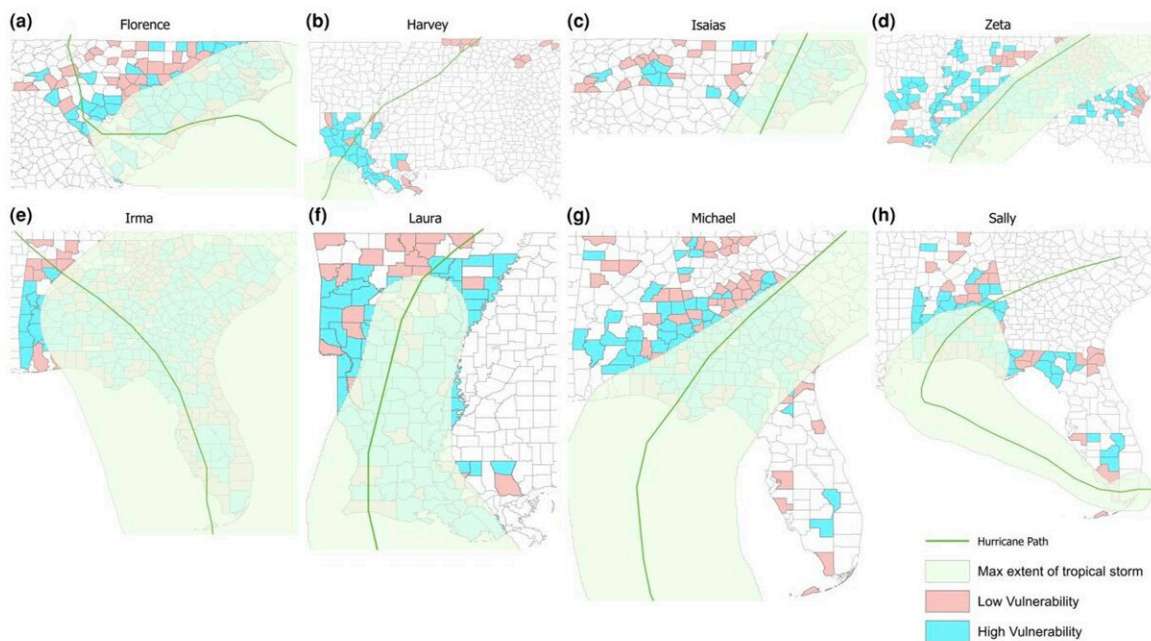 (a) Florence
(b) Harvey
(c) Isaias
(d) Zeta
(e) Irma
(f) Laura
(g) Michael
(h) Sally
Hurricane Path
Max extent of tropical storm
Low Vulnerability
High Vulnerability